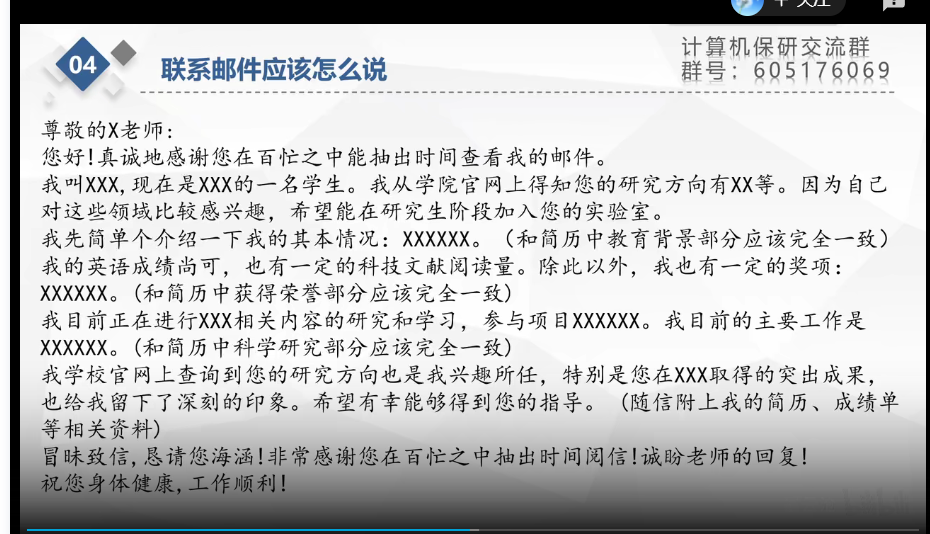 + 关注
04
联系邮件应该怎么说
计算机保研交流群
群号：605176069
尊敬的X老师：
您好!真诚地感谢您在百忙之中能抽出时间查看我的邮件。
我叫XXX,现在是XXX的一名学生。我从学院官网上得知您的研究方向有XX等。因为自己
对这些领域比较感兴趣，希望能在研究生阶段加入您的实验室。
我先简单个介绍一下我的其本情况：XXXXXX。（和简历中教育背景部分应该完全一致）
我的英语成绩尚可，也有一定的科技文献阅读量。除此以外，我也有一定的奖项：
XXXXXX。(和简历中获得荣誉部分应该完全一致)
我目前正在进行XXX相关内容的研究和学习，参与项目XXXXXX。我目前的主要工作是
XXXXXX。(和简历中科学研究部分应该完全一致)
我学校官网上查询到您的研究方向也是我兴趣所任，特别是您在XXX取得的突出成果，
也给我留下了深刻的印象。希望有幸能够得到您的指导。（随信附上我的简历、成绩单
等相关资料)
冒昧致信,恳请您海涵!非常感谢您在百忙之中抽出时间阅信!诚盼老师的回复!
祝您身体健康,工作顺利!